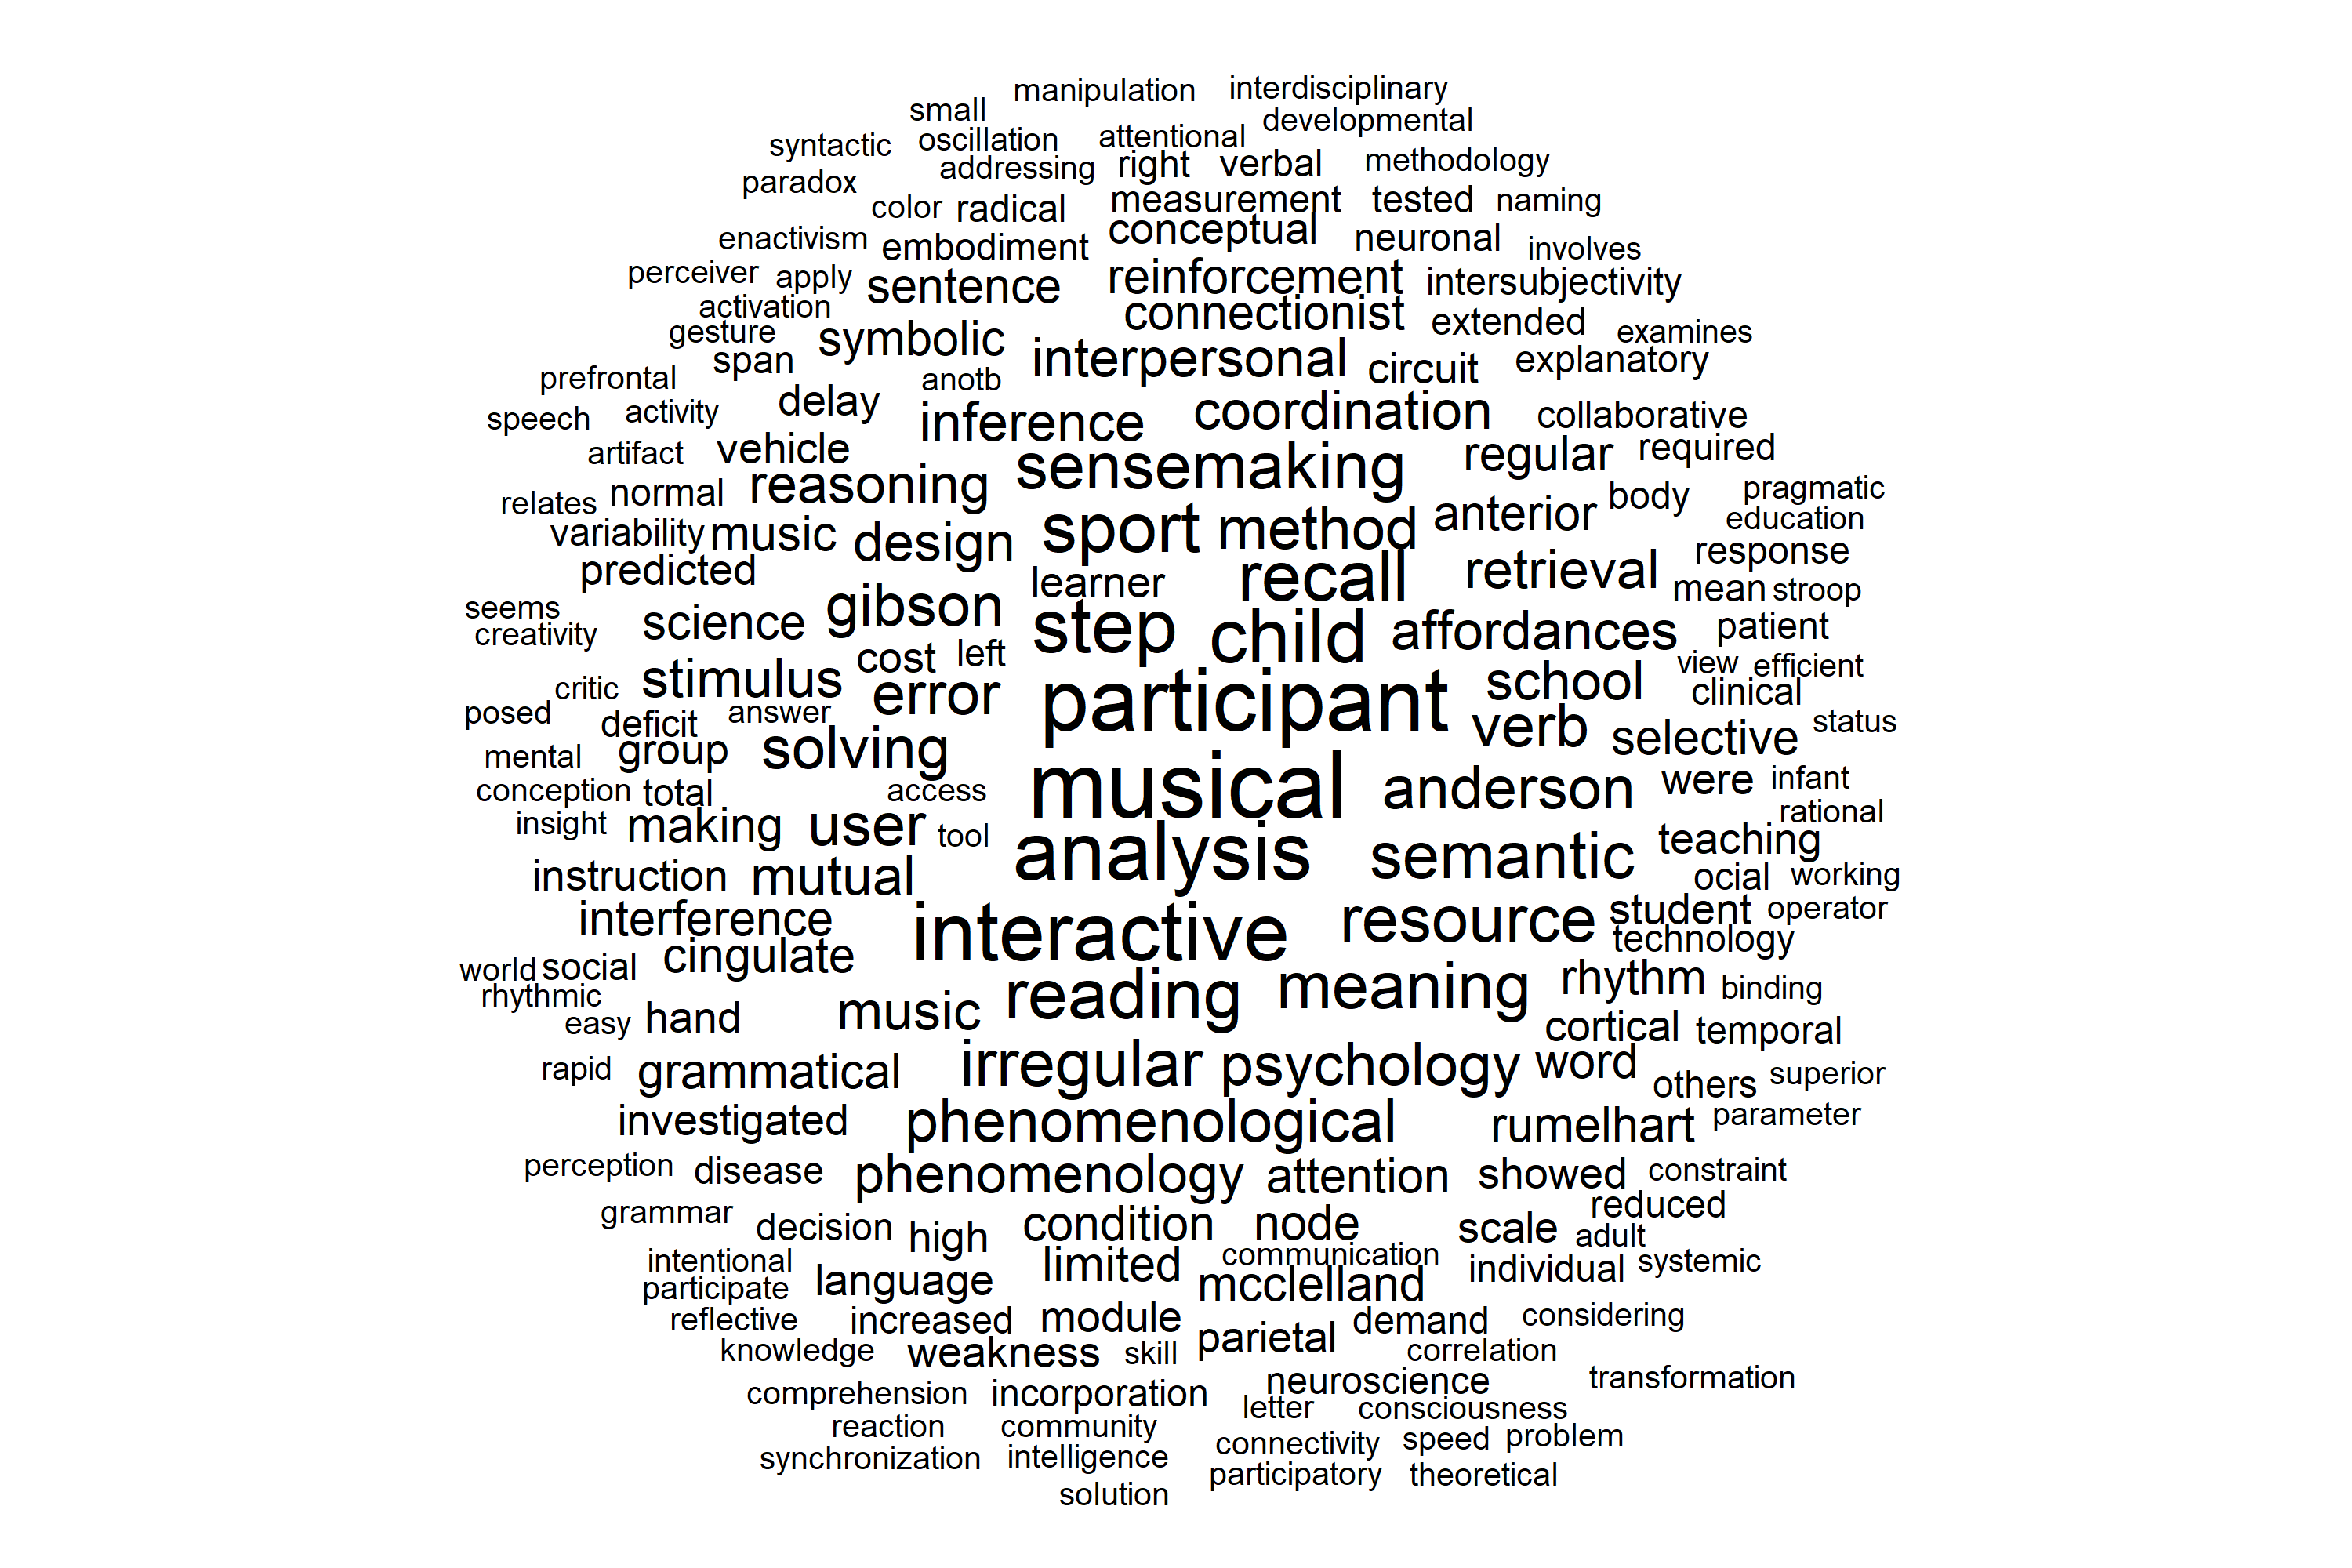 manipulation interdisciplinary
small developmental
syntactic oscillation attentional
addressing right verbal methodology
paradox measurement tested naming
color radical
enactivism embodiment conceptual neuronal involves
perceiver apply sentence reinforcement intersubjectivity
activation connectionist extended examines
gesture symbolic
span interpersonal circuit explanatory
prefrontal anotb
speech activity delay inference coordination collaborative
artifact vehicle sensemaking regular required
relates normal reasoning body pragmatic
variability music design sport method anterior education
predicted learner recall retrieval response
mean stroop
seems science gibson step child affordances patient
creativity
stimulus cost left view efficient
critic error participant school clinical
posed deficit answer verb selective status
mental group solving
conception total access musical anderson were infant
insight making user tool rational
analysis semantic teaching
instruction mutual ocial working
interference interactive resource student operator
cingulate technology
world social
rhythmic reading meaning rhythm binding
easy hand music cortical temporal
rapid grammatical irregular psychology word others superior
investigated phenomenological rumelhart parameter
perception disease phenomenology attention showed constraint
grammar reduced
decision high condition node scale adult
intentional limited communication individual systemic
participate language mcclelland
reflective increased module parietal demand considering
knowledge weakness skill correlation
comprehension incorporation neuroscience transformation
letter consciousness
reaction community connectivity speed problem
synchronization intelligence participatory theoretical
solution